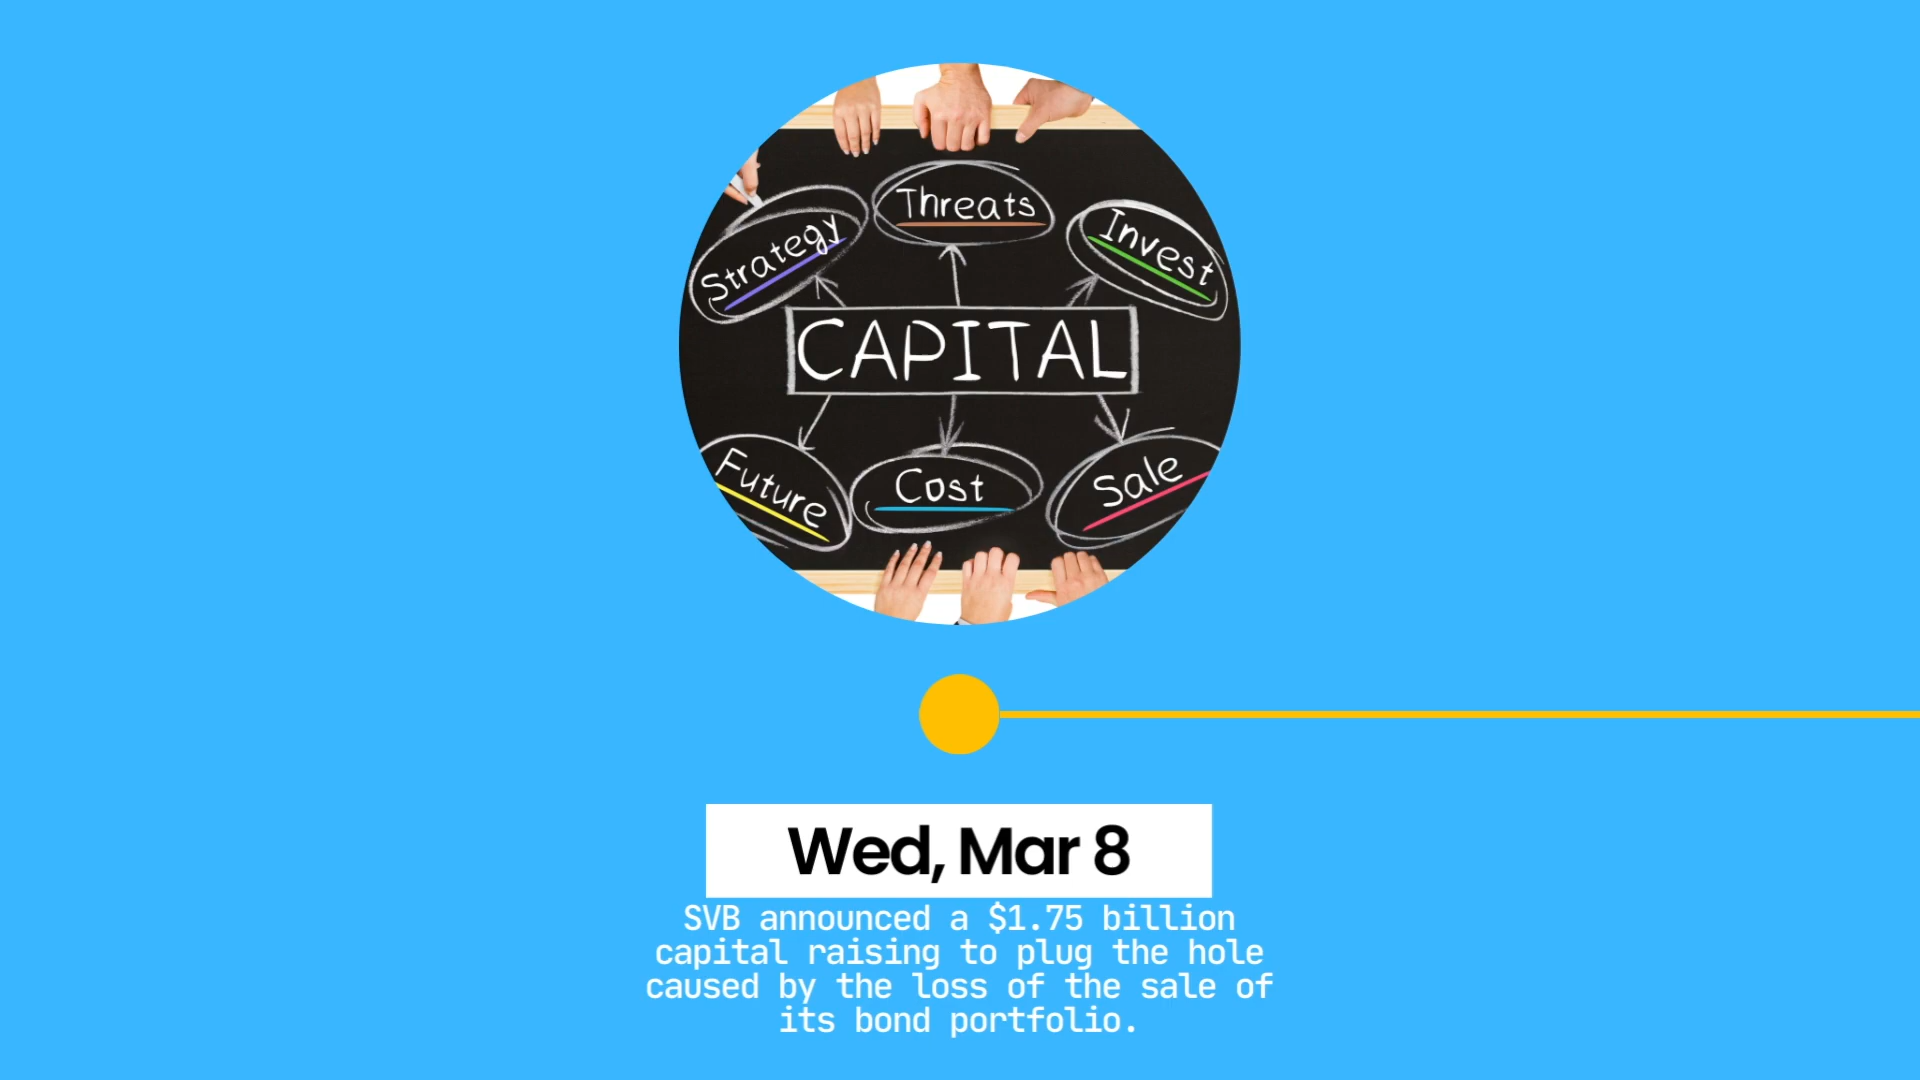 Threats
Strategy
Invest
CAPITAL
Future
Cost
Sale
Wed, Mar 8
SVB announced a $1.75 billion
capital raising to plug the hole
caused by the loss of the sale of
its bond portfolio.